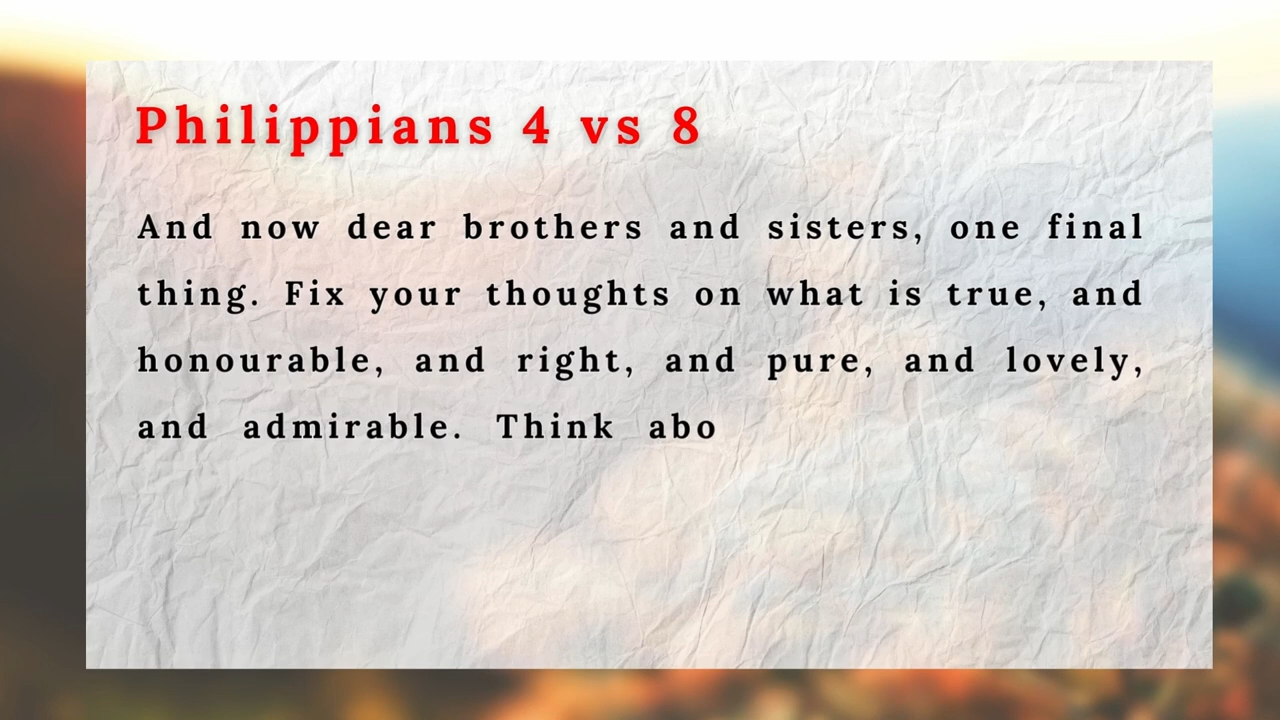 Philippians 4 vs 8
And now dear brothers and sisters, one final
thing. Fix your thoughts on what is true, and
honourable, and right, and pure, and lovely,
and admirable. Think abo